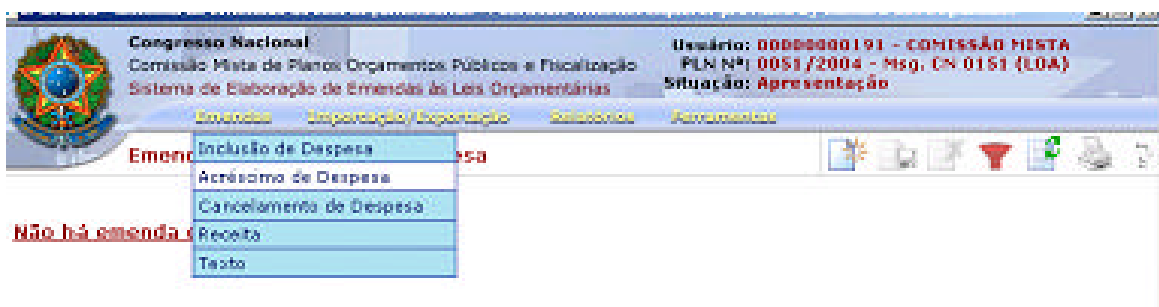 Congresso Nacional
Comissão Mista de Planos Orçamentos Públicos e Fiscalização
Sistema de Elaboração de Emendas às Leis Orçamentárias
Usuário: 00000000191 - COMISSÃO MISTA
PLN Nº: 0051/2004 - Msg. CN 0151 (LOA)
Situação: Apresentação
Emendas Importação/Exportação Relatórios Ferramentas
Inclusão de Despesa
Acréscimo de Despesa
Cancelamento de Despesa
Receita
Texto
Não há emenda